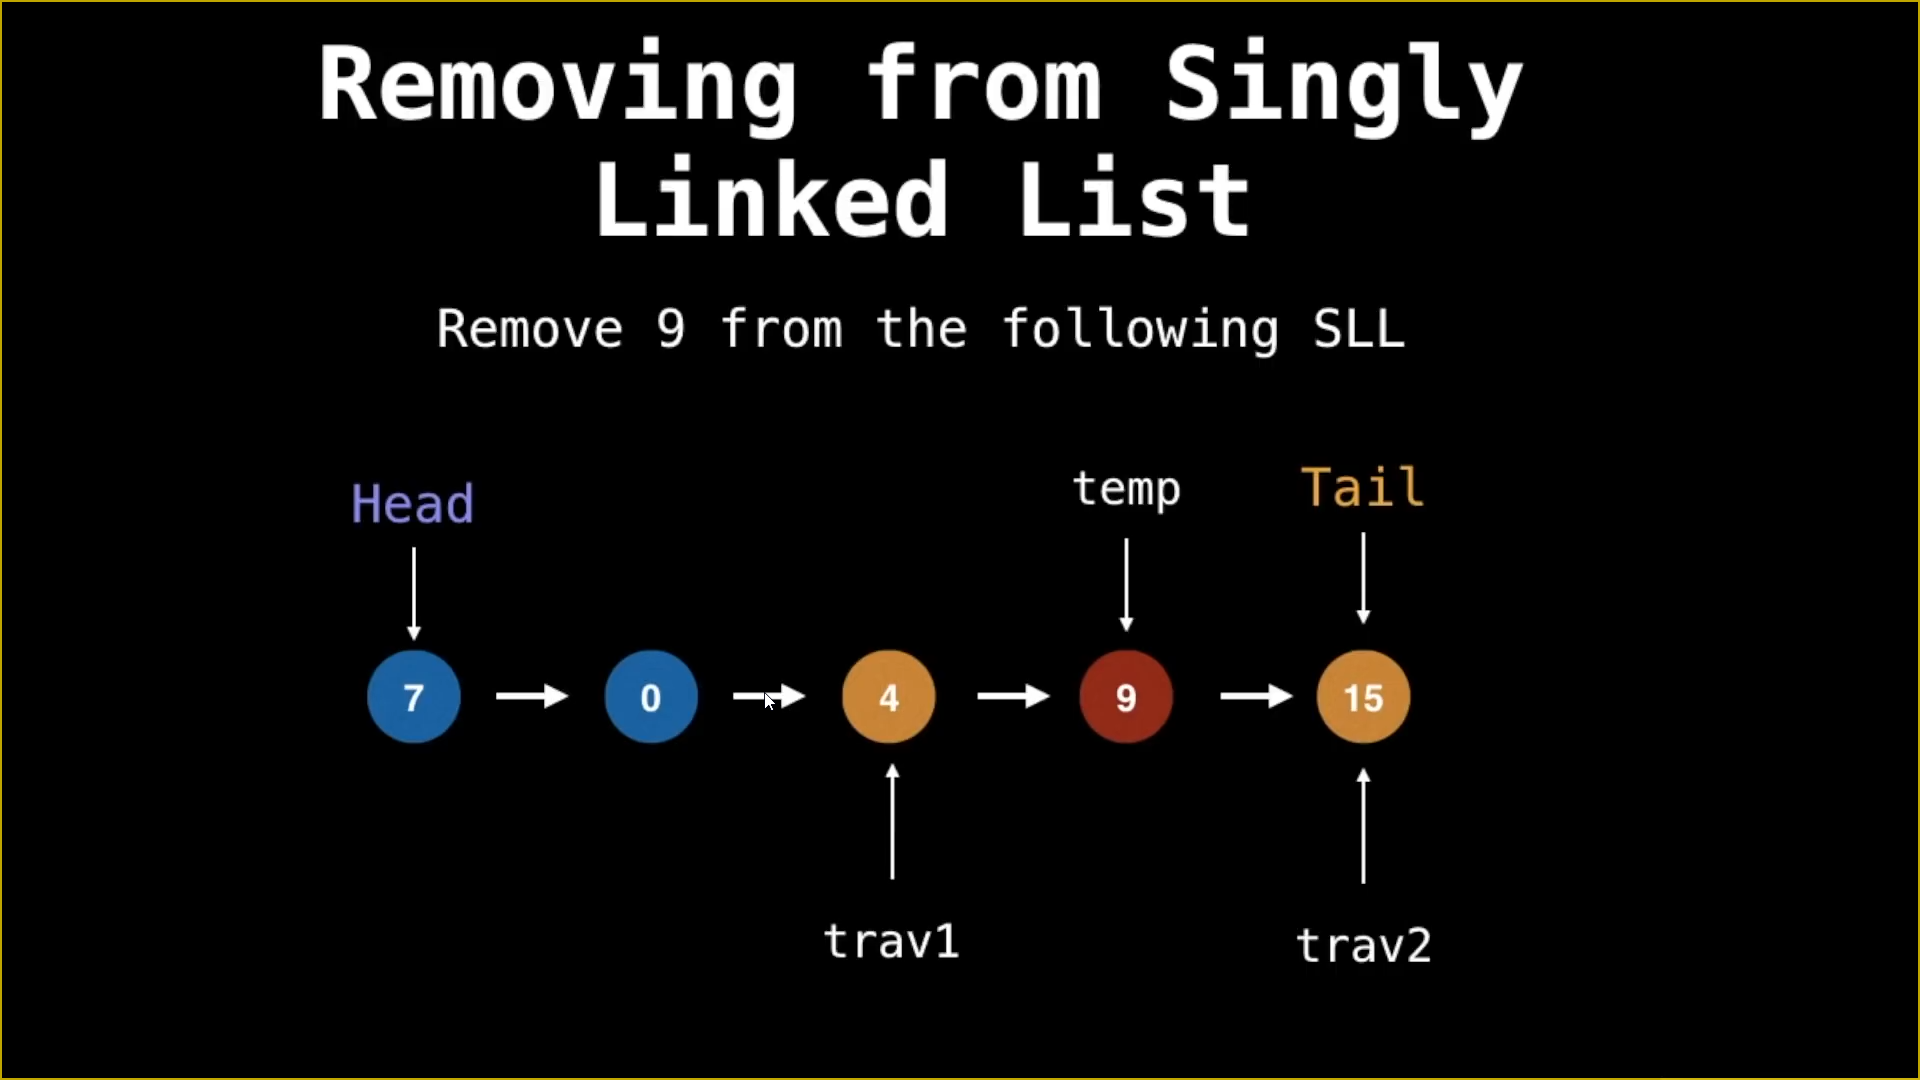 Removing from Singly
Linked List
Remove 9 from the following SLL
Head
temp
Tail
7
0
4
9
15
trav1
trav2